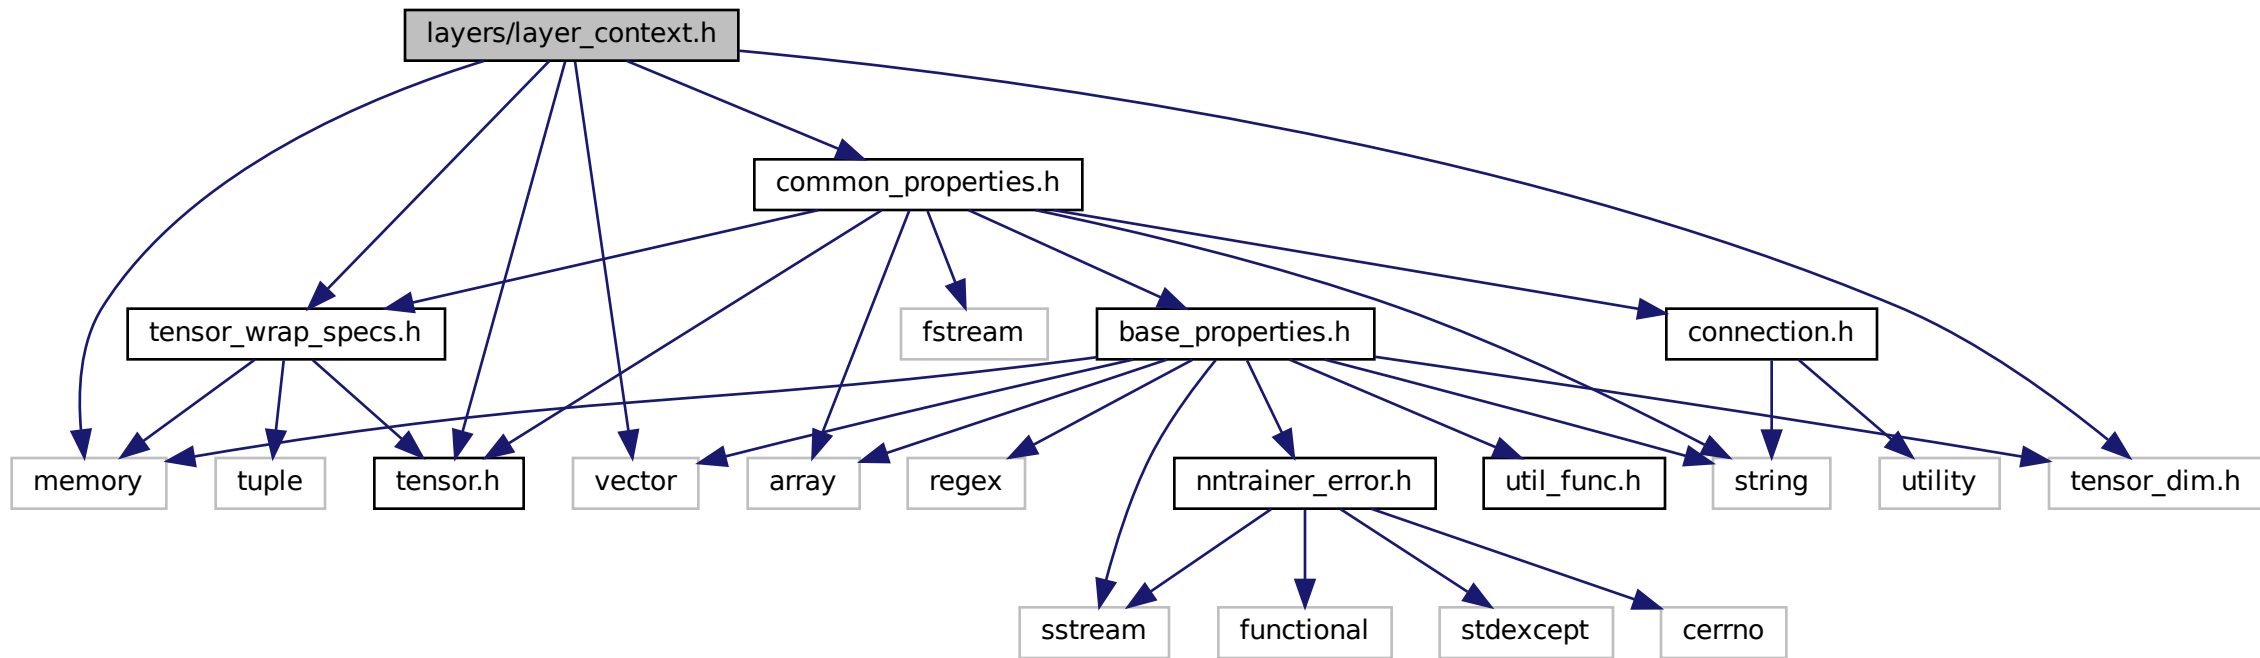 layers/layer_context.h
common_properties.h
tensor_wrap_specs.h
fstream
base_properties.h
connection.h
memory
tuple
tensor.h
vector
array
regex
nntrainer_error.h
util_func.h
string
utility
tensor_dim.h
sstream
functional
stdexcept
cerrno